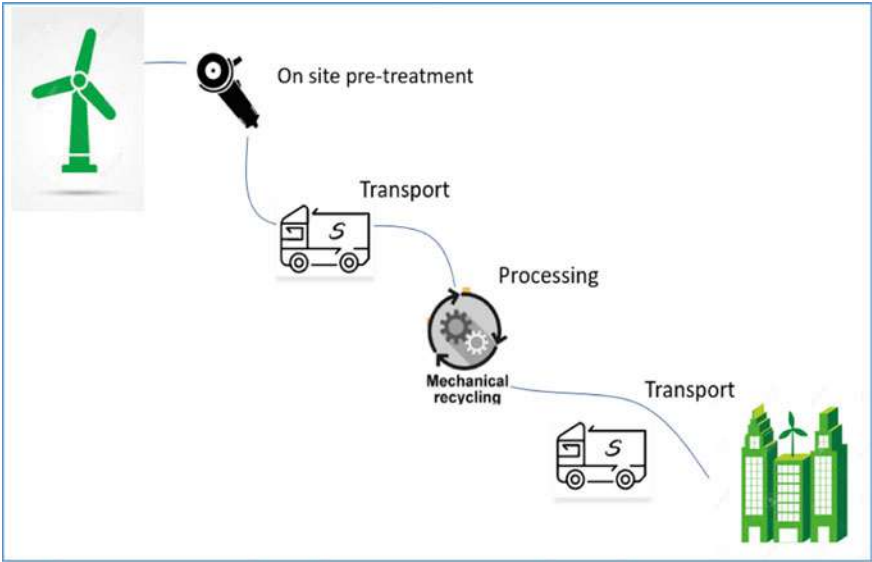 On site pre-treatment
Transport
S
Processing
Mechanical
recycling
Transport
S